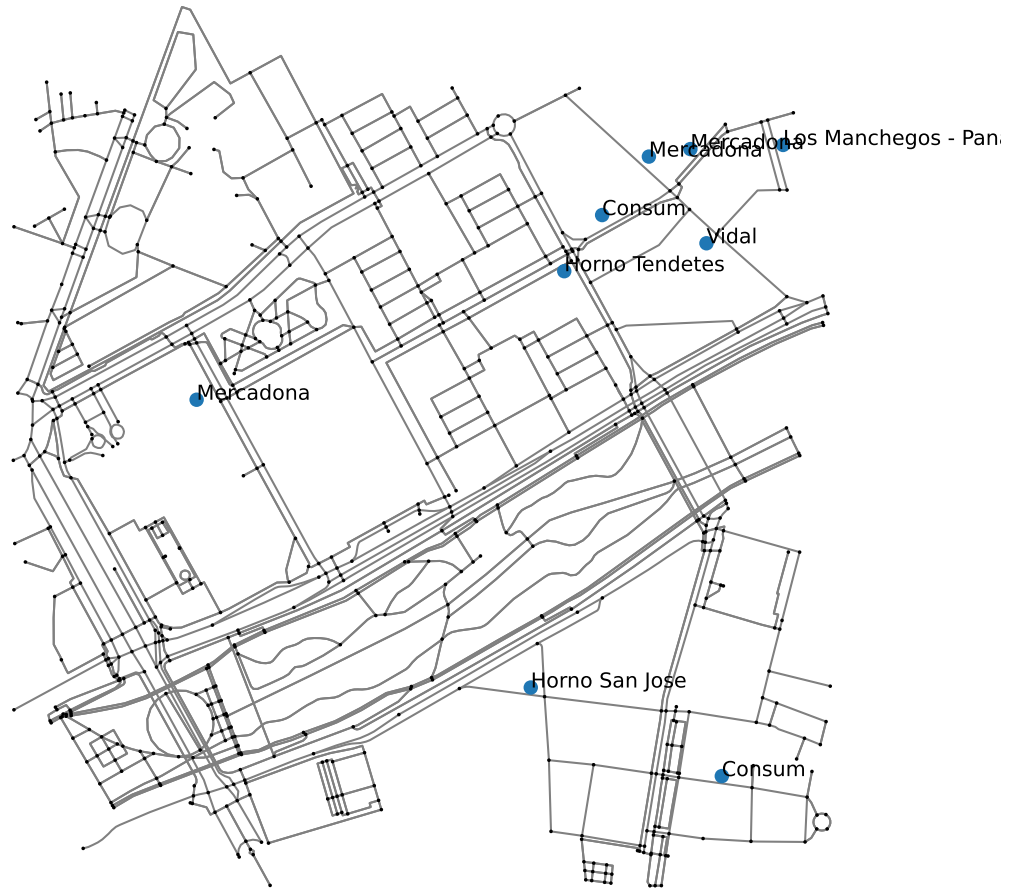 Los Manchegos - Pana
Mercadona
Mercadona
Consum
Vidal
Horno Tendetes
Mercadona
Horno San Jose
Consum